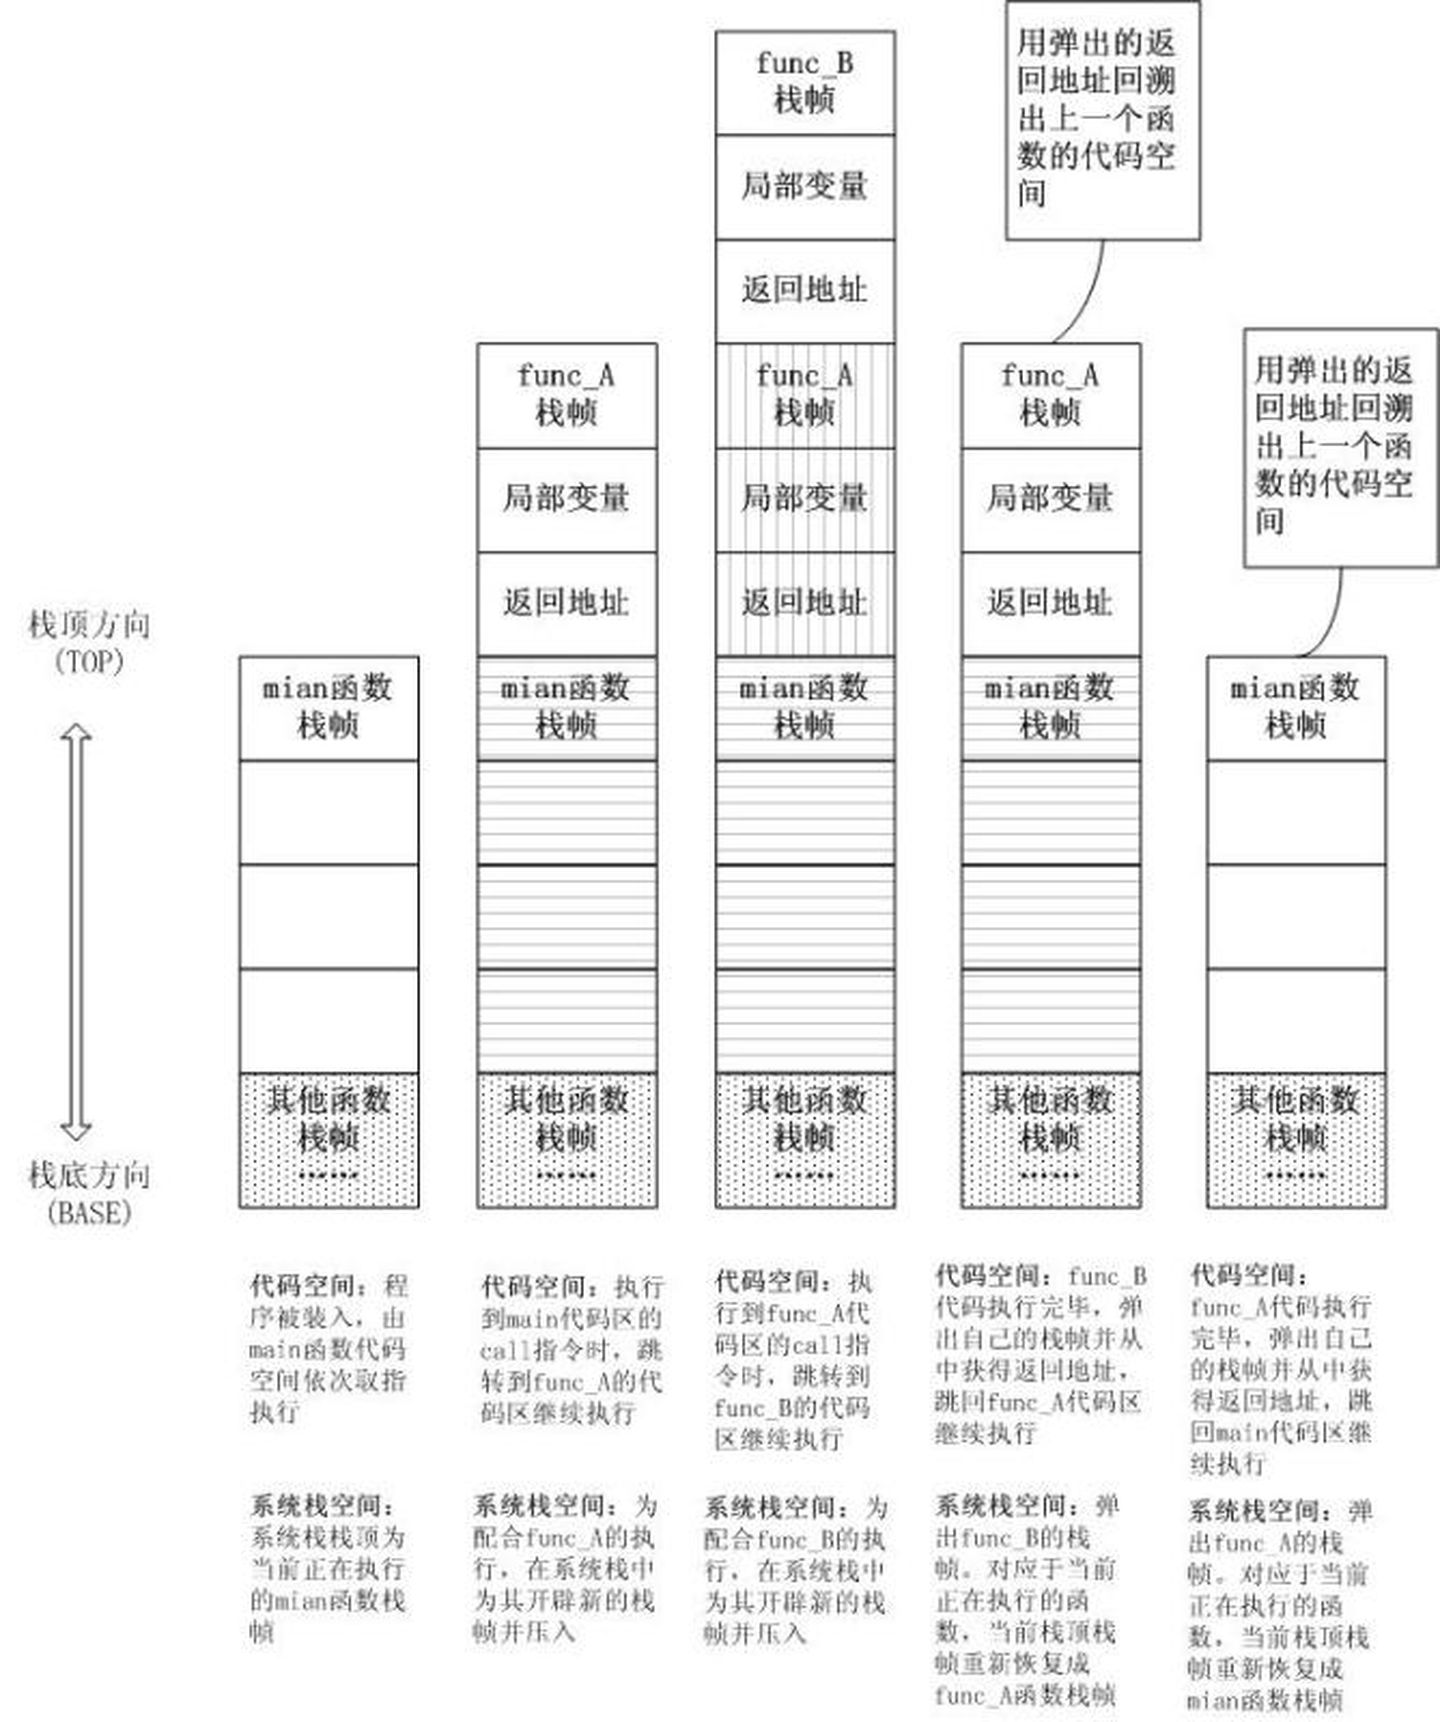 用弹出的返
回地址回溯
出上一个函
数的代码空
间
用弹出的返
回地址回溯
出上一个函
数的代码空
间
栈顶方向
(TOP)
栈底方向
(BASE)
mian函数
栈帧
其他函数
栈帧
……
func_A
栈帧
局部变量
返回地址
mian函数
栈帧
其他函数
栈帧
……
func_B
栈帧
局部变量
返回地址
func_A
栈帧
局部变量
返回地址
mian函数
栈帧
其他函数
栈帧
……
func_A
栈帧
局部变量
返回地址
mian函数
栈帧
其他函数
栈帧
……
mian函数
栈帧
其他函数
栈帧
……
代码空间：程
序被装入，由
main函数代码
空间依次取指
执行
系统栈空间：
系统栈栈顶为
当前正在执行
的mian函数栈
帧
代码空间：执行
到main代码区的
call指令时，跳
转到func_A的代
码区继续执行
系统栈空间：为
配合func_A的执
行，在系统栈中
为其开辟新的栈
帧并压入
代码空间：执
行到func_A代
码区的call指
令时，跳转到
func_B的代码
区继续执行
系统栈空间：为
配合func_B的执
行，在系统栈中
为其开辟新的栈
帧并压入
代码空间：func_B
代码执行完毕，弹
出自己的栈帧并从
中获得返回地址，
跳回func_A代码区
继续执行
系统栈空间：弹
出func_B的栈
帧。对应于当前
正在执行的函
数，当前栈顶栈
帧重新恢复成
func_A函数栈帧
代码空间：
func_A代码执行
完毕，弹出自己
的栈帧并从中获
得返回地址，跳
回main代码区继
续执行
系统栈空间：弹
出func_A的栈
帧。对应于当前
正在执行的函
数，当前栈顶栈
帧重新恢复成
mian函数栈帧